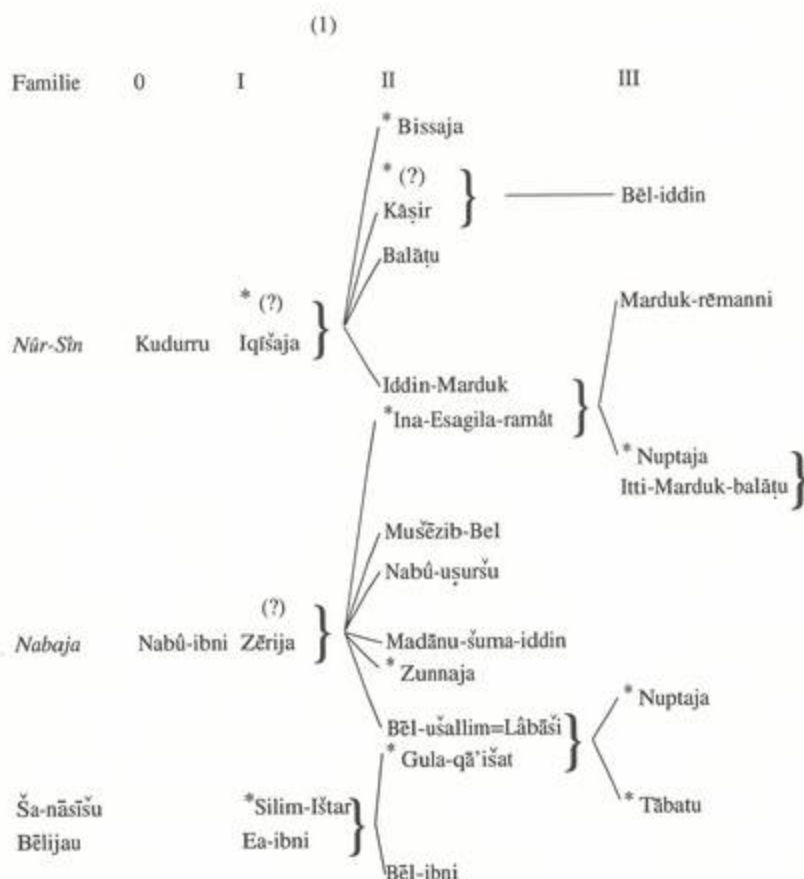 (1)
Familie 0 I II III
* Bissaja
* (?)
Kāṣir Bēl-iddin
Balāṭu
* (?) Marduk-rēmanni
Nûr-Sîn Kudurru Iqīšaja
Iddin-Marduk
*Ina-Esagila-ramât
* Nuptaja
Itti-Marduk-balāṭu
Mušēzib-Bel
Nabû-uṣuršu
(?)
Nabaja Nabû-ibni Zērija Madānu-šuma-iddin
* Zunnaja
* Nuptaja
Bēl-ušallim=Lâbāši
* Gula-qā'išat
Ša-nāšīšu *Silim-Ištar * Tābatu
Bēlijau Ea-ibni
Bēl-ibni